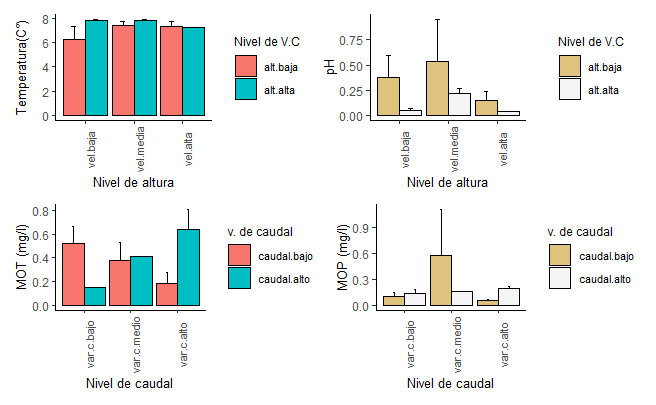 Temperatura(C°)
8
6
4
2
0
vel.baja
vel.media
vel.alta
Nivel de altura
Nivel de V.C
alt.baja
alt.alta
pH
0.75
0.50
0.25
0.00
vel.baja
vel.media
vel.alta
Nivel de altura
Nivel de V.C
alt.baja
alt.alta
MOT (mg/l)
0.8
0.6
0.4
0.2
0.0
var.c.bajo
var.c.medio
var.c.alto
Nivel de caudal
v. de caudal
caudal.bajo
caudal.alto
MOP (mg/l)
0.9
0.6
0.3
0.0
var.c.bajo
var.c.medio
var.c.alto
Nivel de caudal
v. de caudal
caudal.bajo
caudal.alto